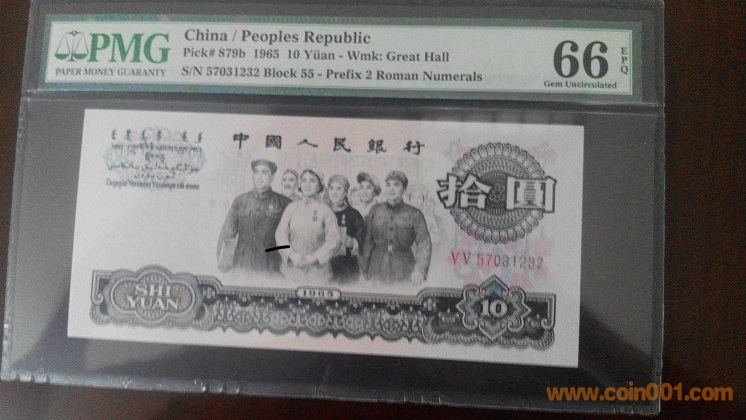 PMG
PAPER MONEY GUARANTY
China / Peoples Republic
Pick# 879b 1965 10 Yüan - Wmk: Great Hall
S/N 57031232 Block 55 - Prefix 2 Roman Numerals
66 EPQ
Gem Uncirculated
中國人民銀行
拾圓
VV 57031232
SHI
YUAN
1965
10
www.coin001.com